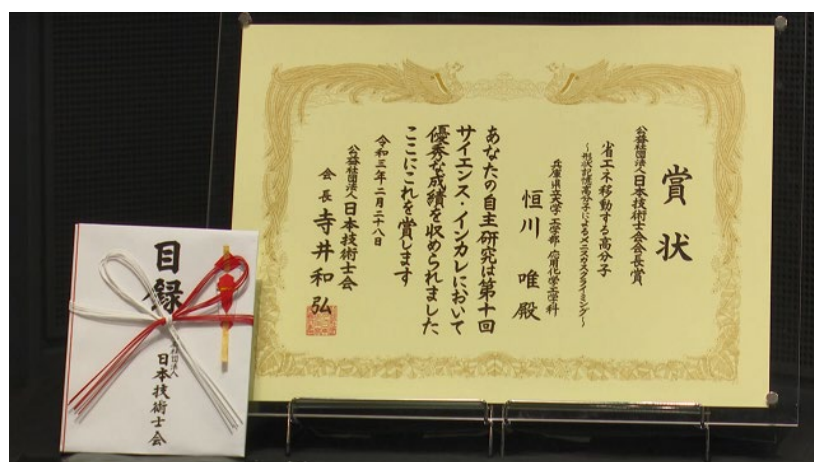 賞状
公益社団法人日本技術士会会長賞
省エネ移動する高分子
～形状記憶高分子によるメニスカスクライミング～
兵庫県立大学 工学部 応用化学工学科
恒川 唯 殿
あなたの自主研究は第十回
サイエンス・インカレにおいて
優秀な成績を収められました
ここにこれを賞します
令和三年二月二十八日
公益社団法人日本技術士会
会長 寺井和弘
目録
社団法人
日本技術士会